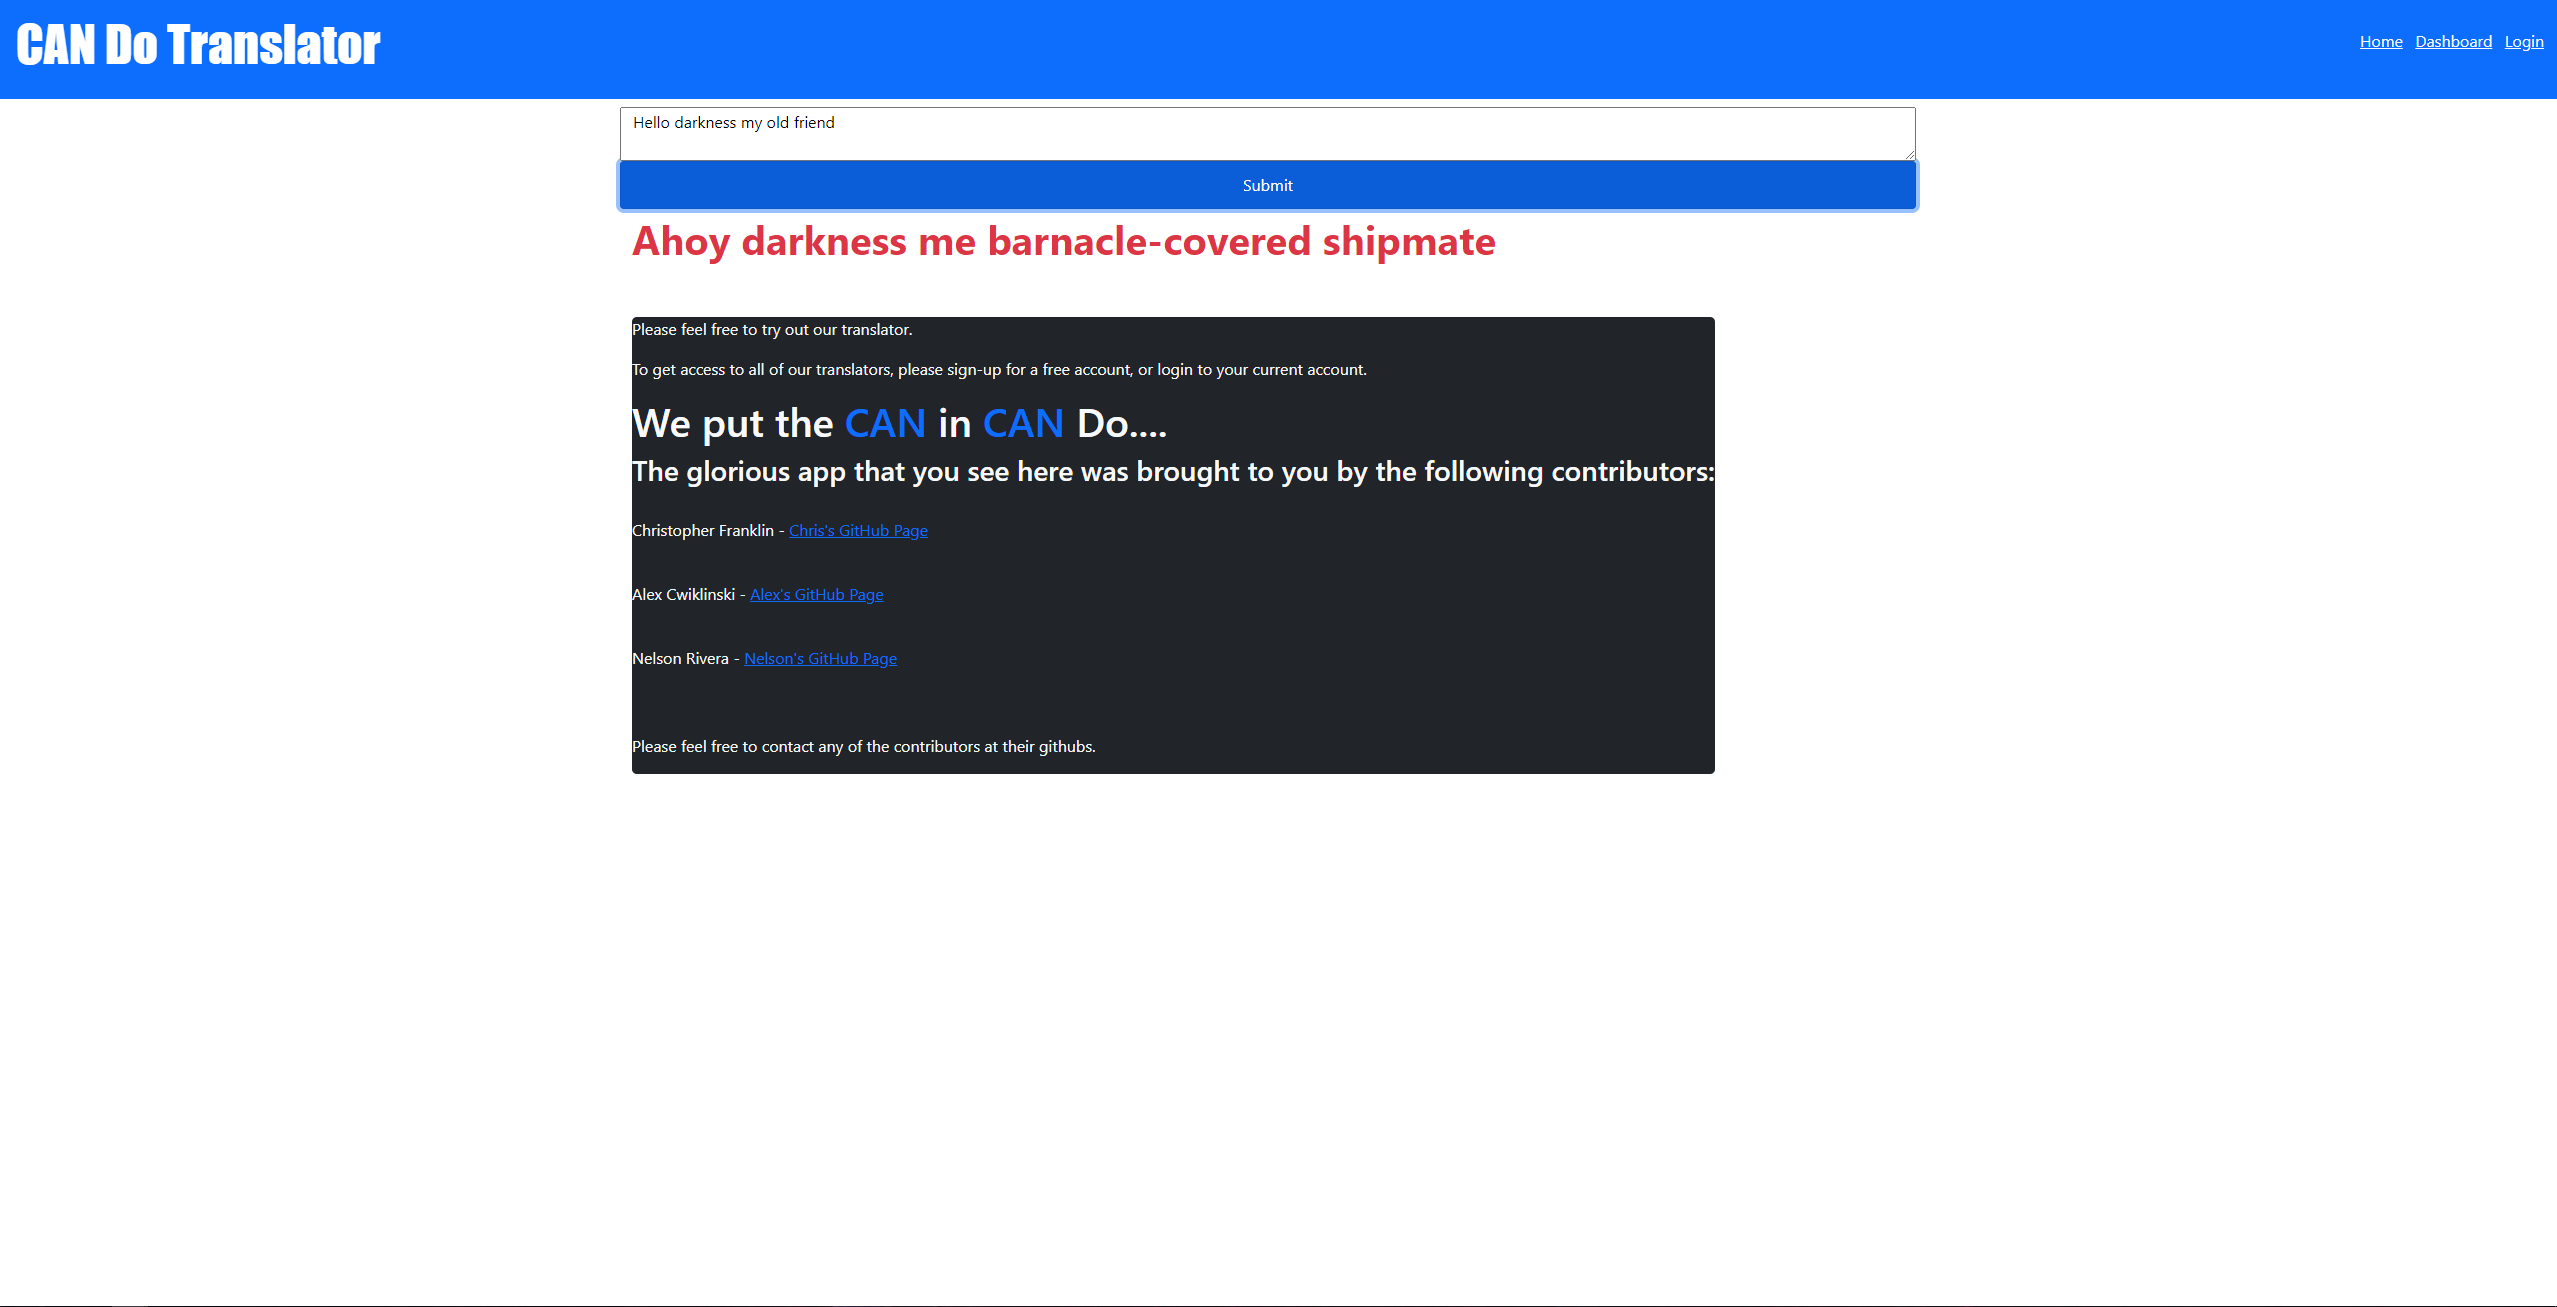 CAN Do Translator
Home Dashboard Login
Hello darkness my old friend
Submit
Ahoy darkness me barnacle-covered shipmate
Please feel free to try out our translator.
To get access to all of our translators, please sign-up for a free account, or login to your current account.
We put the CAN in CAN Do....
The glorious app that you see here was brought to you by the following contributors:
Christopher Franklin - Chris's GitHub Page
Alex Cwiklinski - Alex's GitHub Page
Nelson Rivera - Nelson's GitHub Page
Please feel free to contact any of the contributors at their githubs.